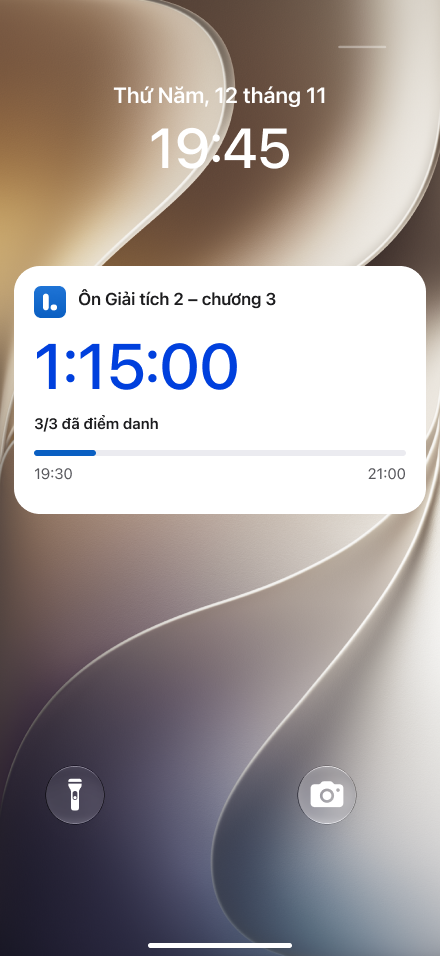 Thứ Năm, 12 tháng 11
19:45
Ôn Giải tích 2 – chương 3
1:15:00
3/3 đã điểm danh
19:30
21:00